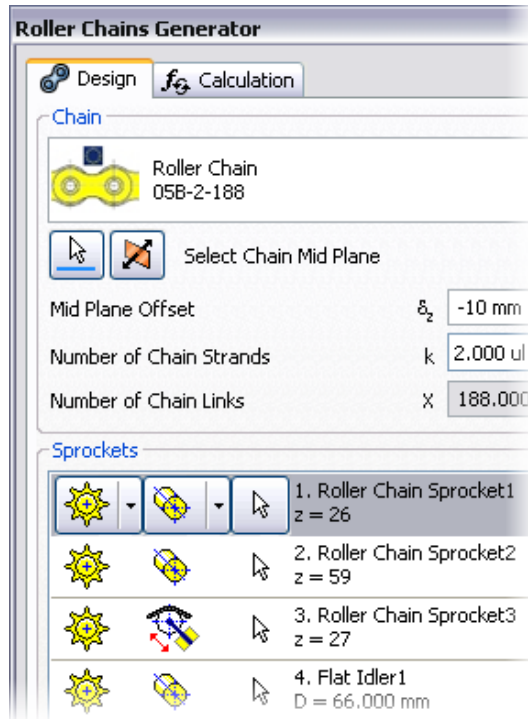 Roller Chains Generator
Design
Calculation
Chain
Roller Chain
05B-2-188
Select Chain Mid Plane
Mid Plane Offset δz -10 mm
Number of Chain Strands k 2.000 ul
Number of Chain Links X 188.000
Sprockets
1. Roller Chain Sprocket1
z = 26
2. Roller Chain Sprocket2
z = 59
3. Roller Chain Sprocket3
z = 27
4. Flat Idler1
D = 66.000 mm